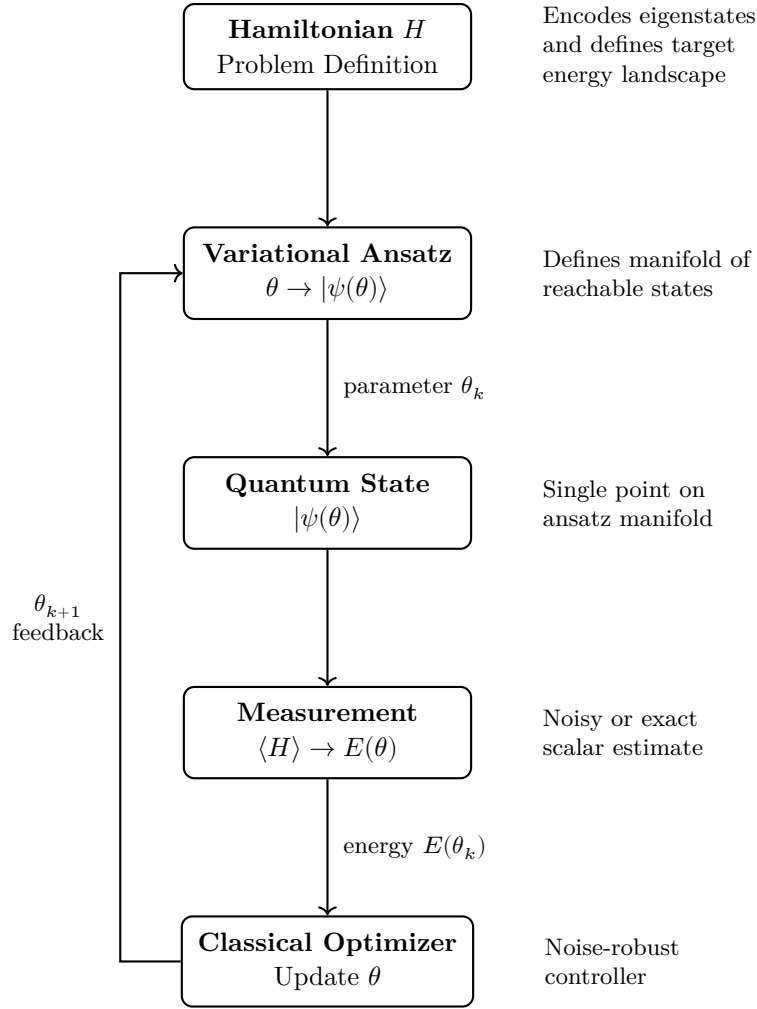 Hamiltonian H
Problem Definition
Encodes eigenstates
and defines target
energy landscape
Variational Ansatz
θ → |ψ(θ)⟩
Defines manifold of
reachable states
parameter θ_k
Quantum State
|ψ(θ)⟩
Single point on
ansatz manifold
θ_{k+1}
feedback
Measurement
⟨H⟩ → E(θ)
Noisy or exact
scalar estimate
energy E(θ_k)
Classical Optimizer
Update θ
Noise-robust
controller